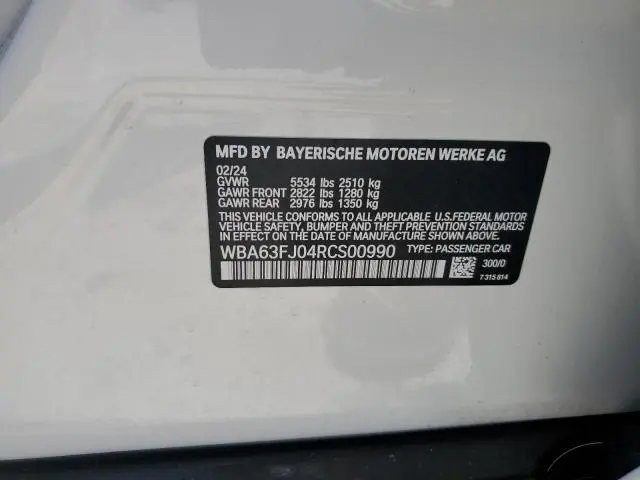 MFD BY BAYERISCHE MOTOREN WERKE AG
02/24
GVWR 5534 lbs 2510 kg
GAWR FRONT 2822 lbs 1280 kg
GAWR REAR 2976 lbs 1350 kg
THIS VEHICLE CONFORMS TO ALL APPLICABLE U.S.FEDERAL MOTOR
VEHICLE SAFETY, BUMPER AND THEFT PREVENTION STANDARDS
IN EFFECT ON THE DATE OF MANUFACTURE SHOWN ABOVE.
WBA63FJ04RCS00990 TYPE: PASSENGER CAR
300/0
7 315 814